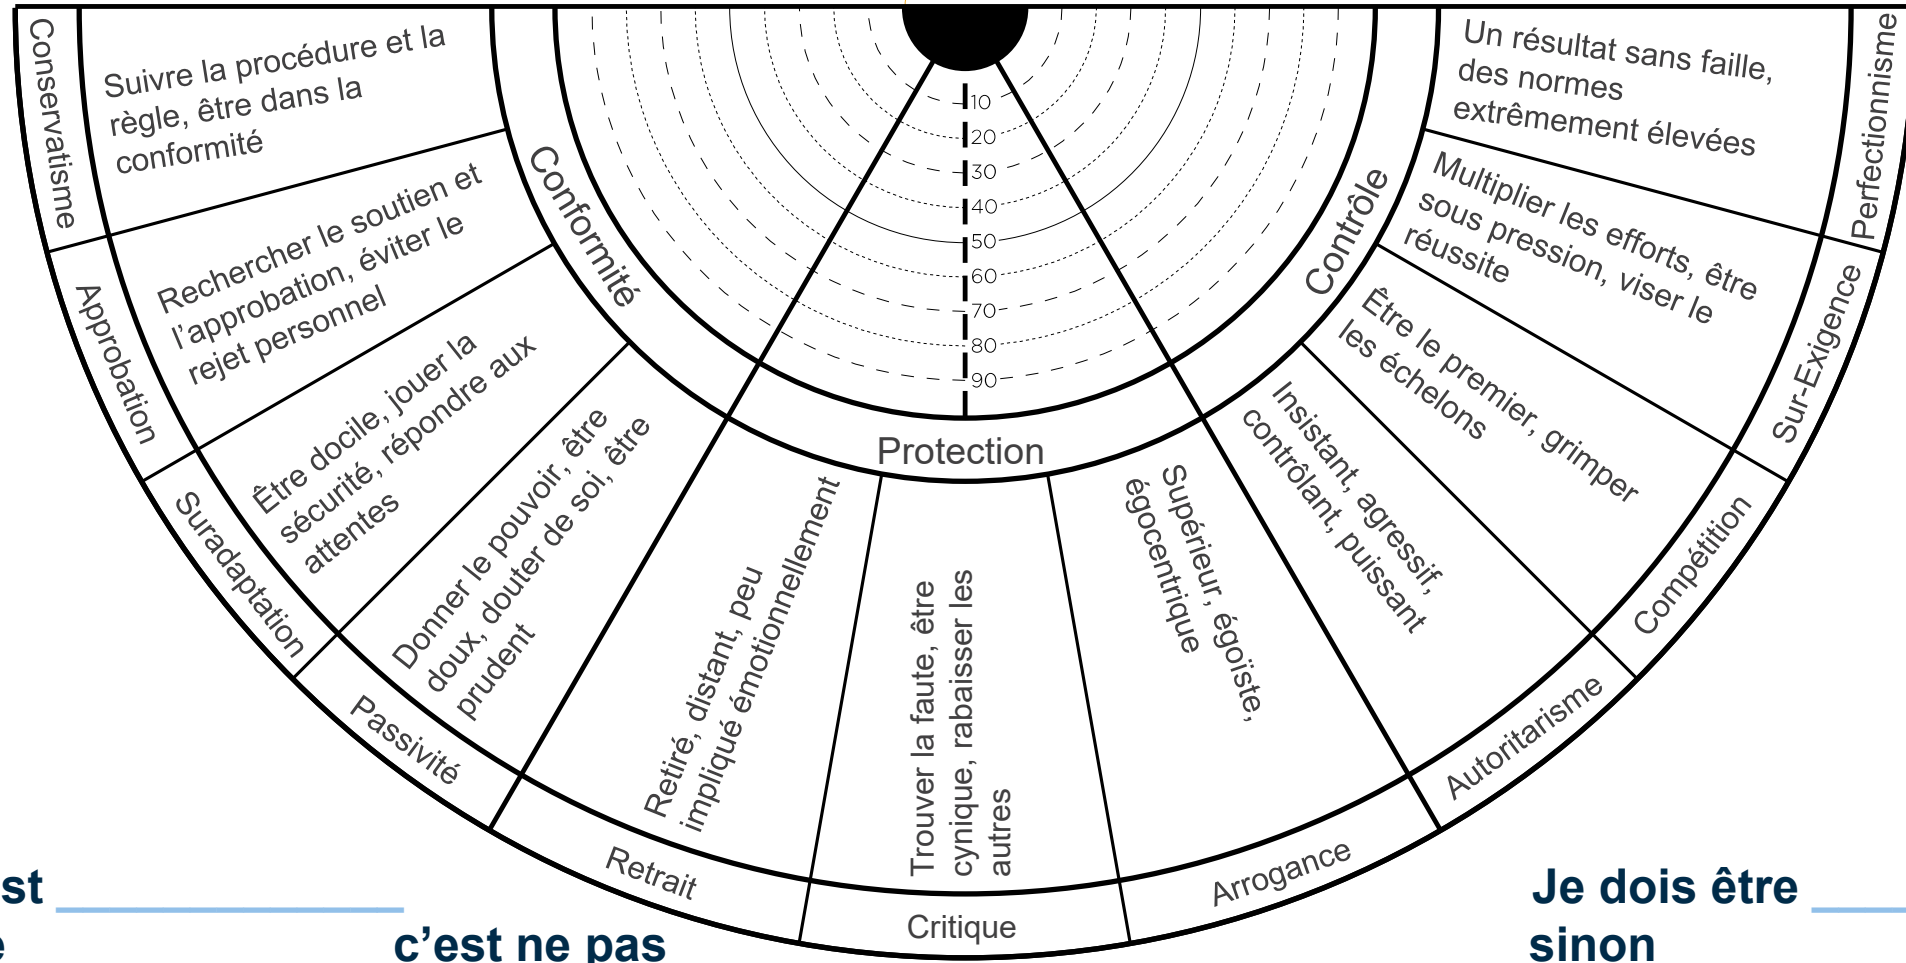 Conservatisme
Suivre la procédure et la
règle, être dans la
conformité
Approbation
Rechercher le soutien et
l’approbation, éviter le
rejet personnel
Suradaptation
Être docile, jouer la
sécurité, répondre aux
attentes
Passivité
Donner le pouvoir, être
doux, douter de soi, être
prudent
Conformité
Retrait
Retiré, distant, peu
impliqué émotionnellement
Critique
Trouver la faute, être
cynique, rabaisser les
autres
Arrogance
Supérieur, égoïste,
égocentrique
Protection
10
20
30
40
50
60
70
80
90
Contrôle
Autoritarisme
Insistant, agressif,
contrôlant, puissant
Compétition
Être le premier, grimper
les échelons
Sur-Exigence
Multiplier les efforts, être
sous pression, viser le
réussite
Perfectionnisme
Un résultat sans faille,
des normes
extrêmement élevées
c’est ne pas
Je dois être
sinon